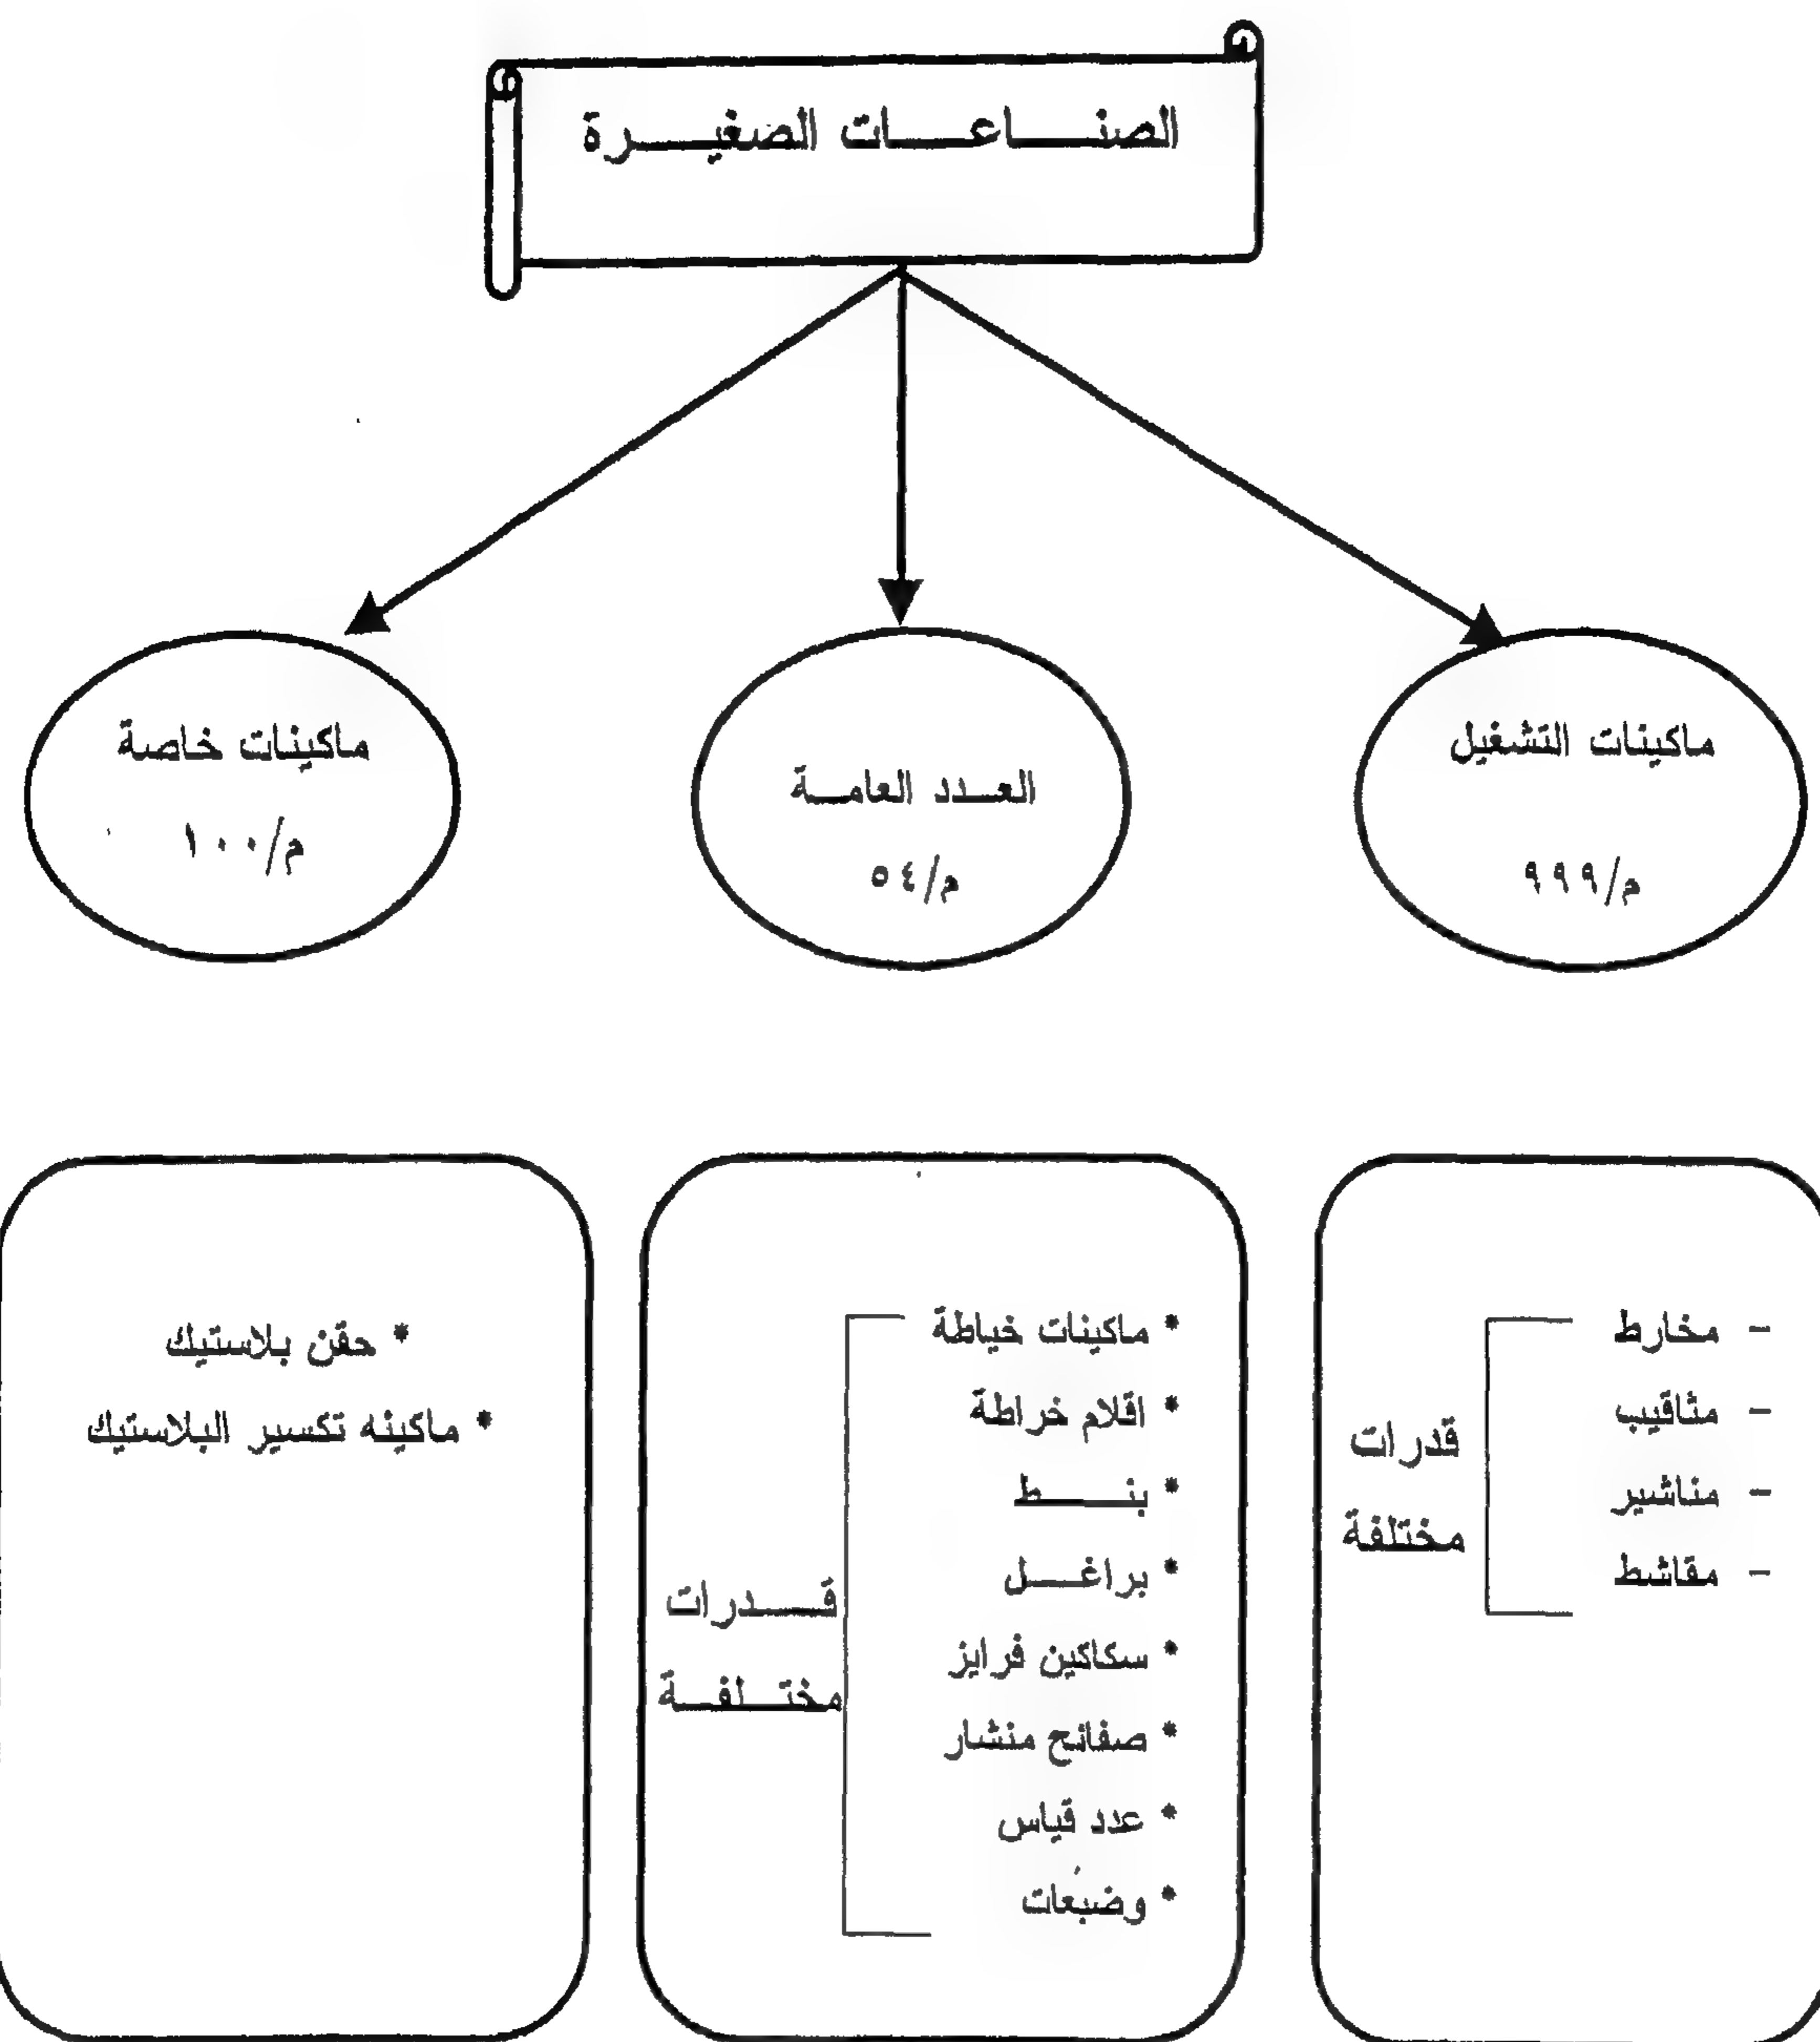 الصناعات الصغيرة
ماكينات التشغيل
م/٩٩٩
العدد العامة
م/٥٤
ماكينات خاصة
م/١٠٠
- مخارط
- مثاقيب
- مناشير
- مقاشط
قدرات
مختلفة
* ماكينات خياطة
* اقلام خراطة
* بنط
* براغل
* سكاكين فرايز
* صفائح منشار
* عدد قياس
* وضبعات
قدرات
مختلفة
* حقن بلاستيك
* ماكينه تكسير البلاستيك